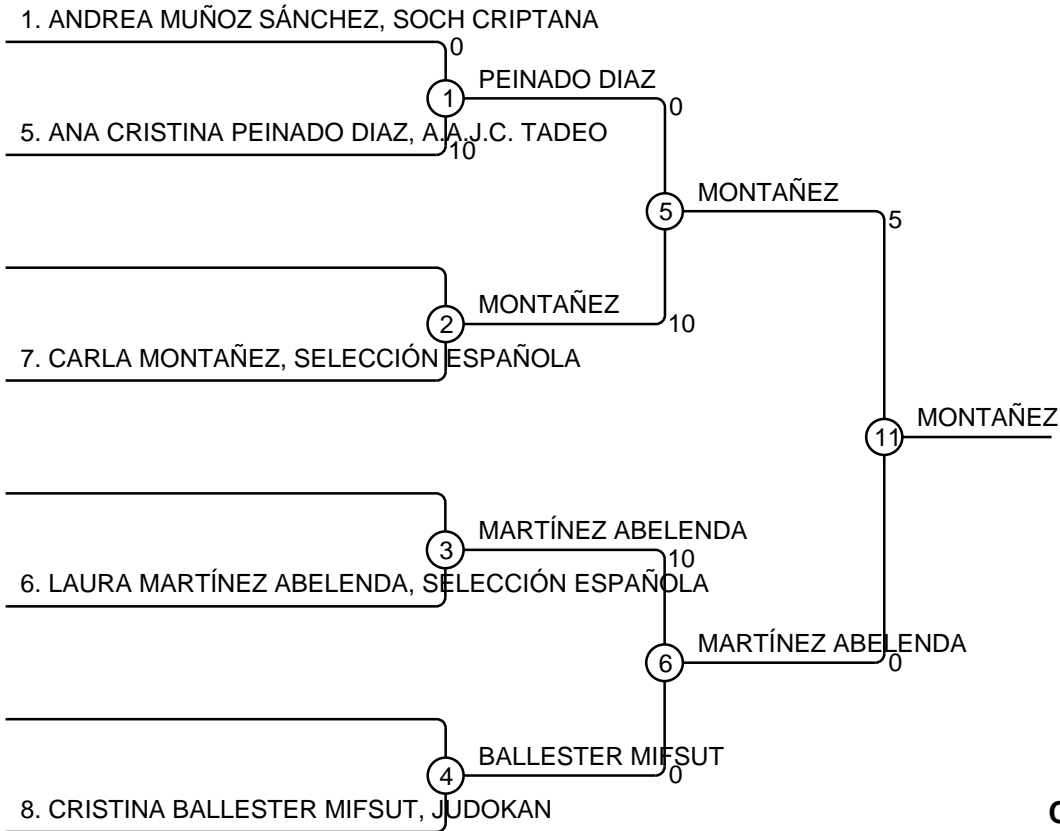 1. ANDREA MUÑOZ SÁNCHEZ, SOCH CRIPTANA
0
1
PEINADO DIAZ
0
5. ANA CRISTINA PEINADO DIAZ, A.A.J.C. TADEO
10
5
MONTAÑEZ
5
2
MONTAÑEZ
10
7. CARLA MONTAÑEZ, SELECCIÓN ESPAÑOLA
11
MONTAÑEZ
3
MARTÍNEZ ABELENDA
10
6. LAURA MARTÍNEZ ABELENDA, SELECCIÓN ESPAÑOLA
6
MARTÍNEZ ABELENDA
0
4
BALLESTER MIFSUT
0
8. CRISTINA BALLESTER MIFSUT, JUDOKAN